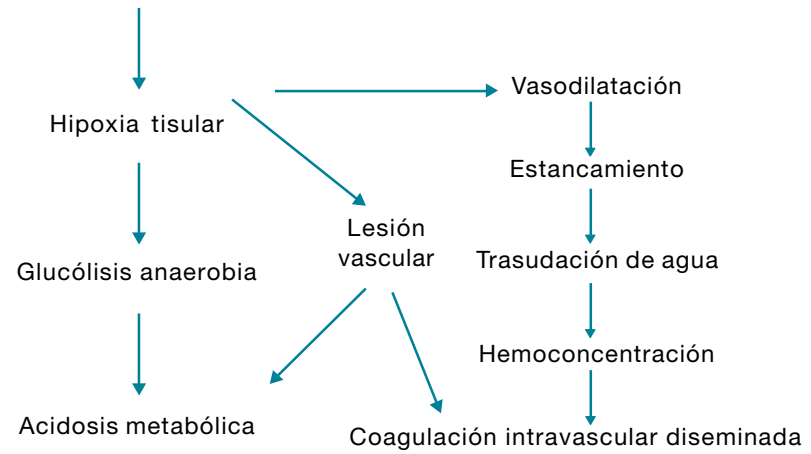 Vasodilatación
Hipoxia tisular
Estancamiento
Lesión
vascular
Trasudación de agua
Glucólisis anaerobia
Hemoconcentración
Acidosis metabólica
Coagulación intravascular diseminada